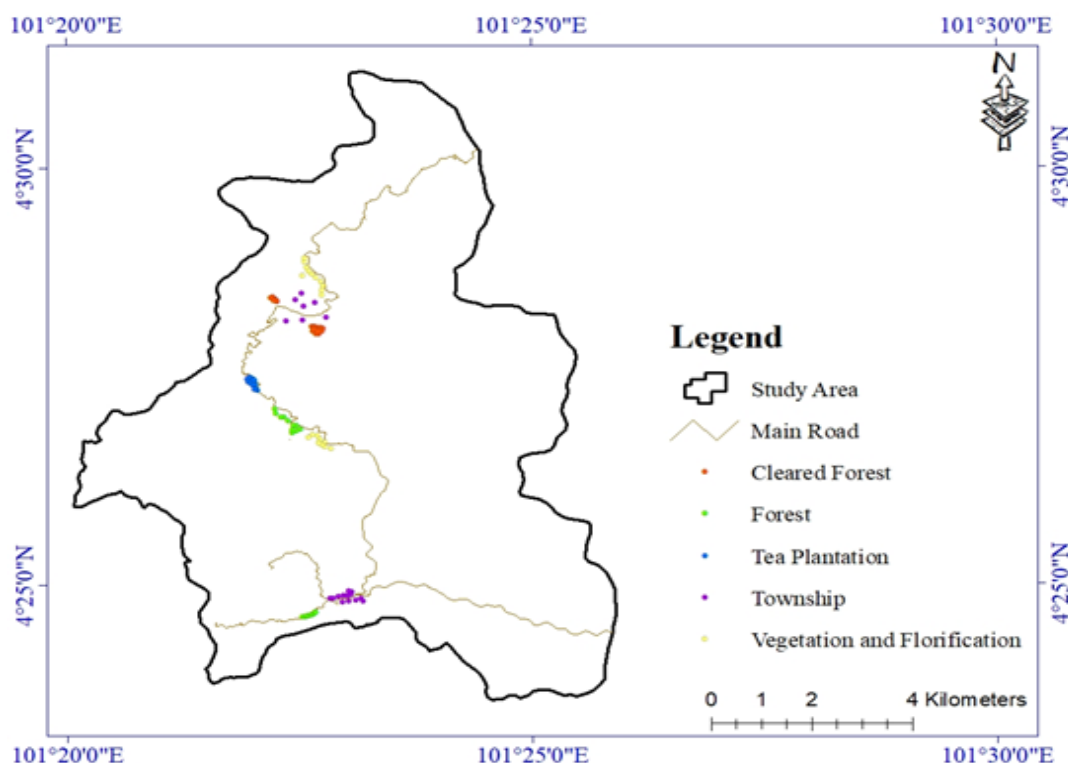 101°20'0"E 101°25'0"E 101°30'0"E
N
4°30'0"N 4°30'0"N
Legend
Study Area
Main Road
Cleared Forest
Forest
Tea Plantation
Township
Vegetation and Florification
4°25'0"N 4°25'0"N
0 1 2 4 Kilometers
101°20'0"E 101°25'0"E 101°30'0"E